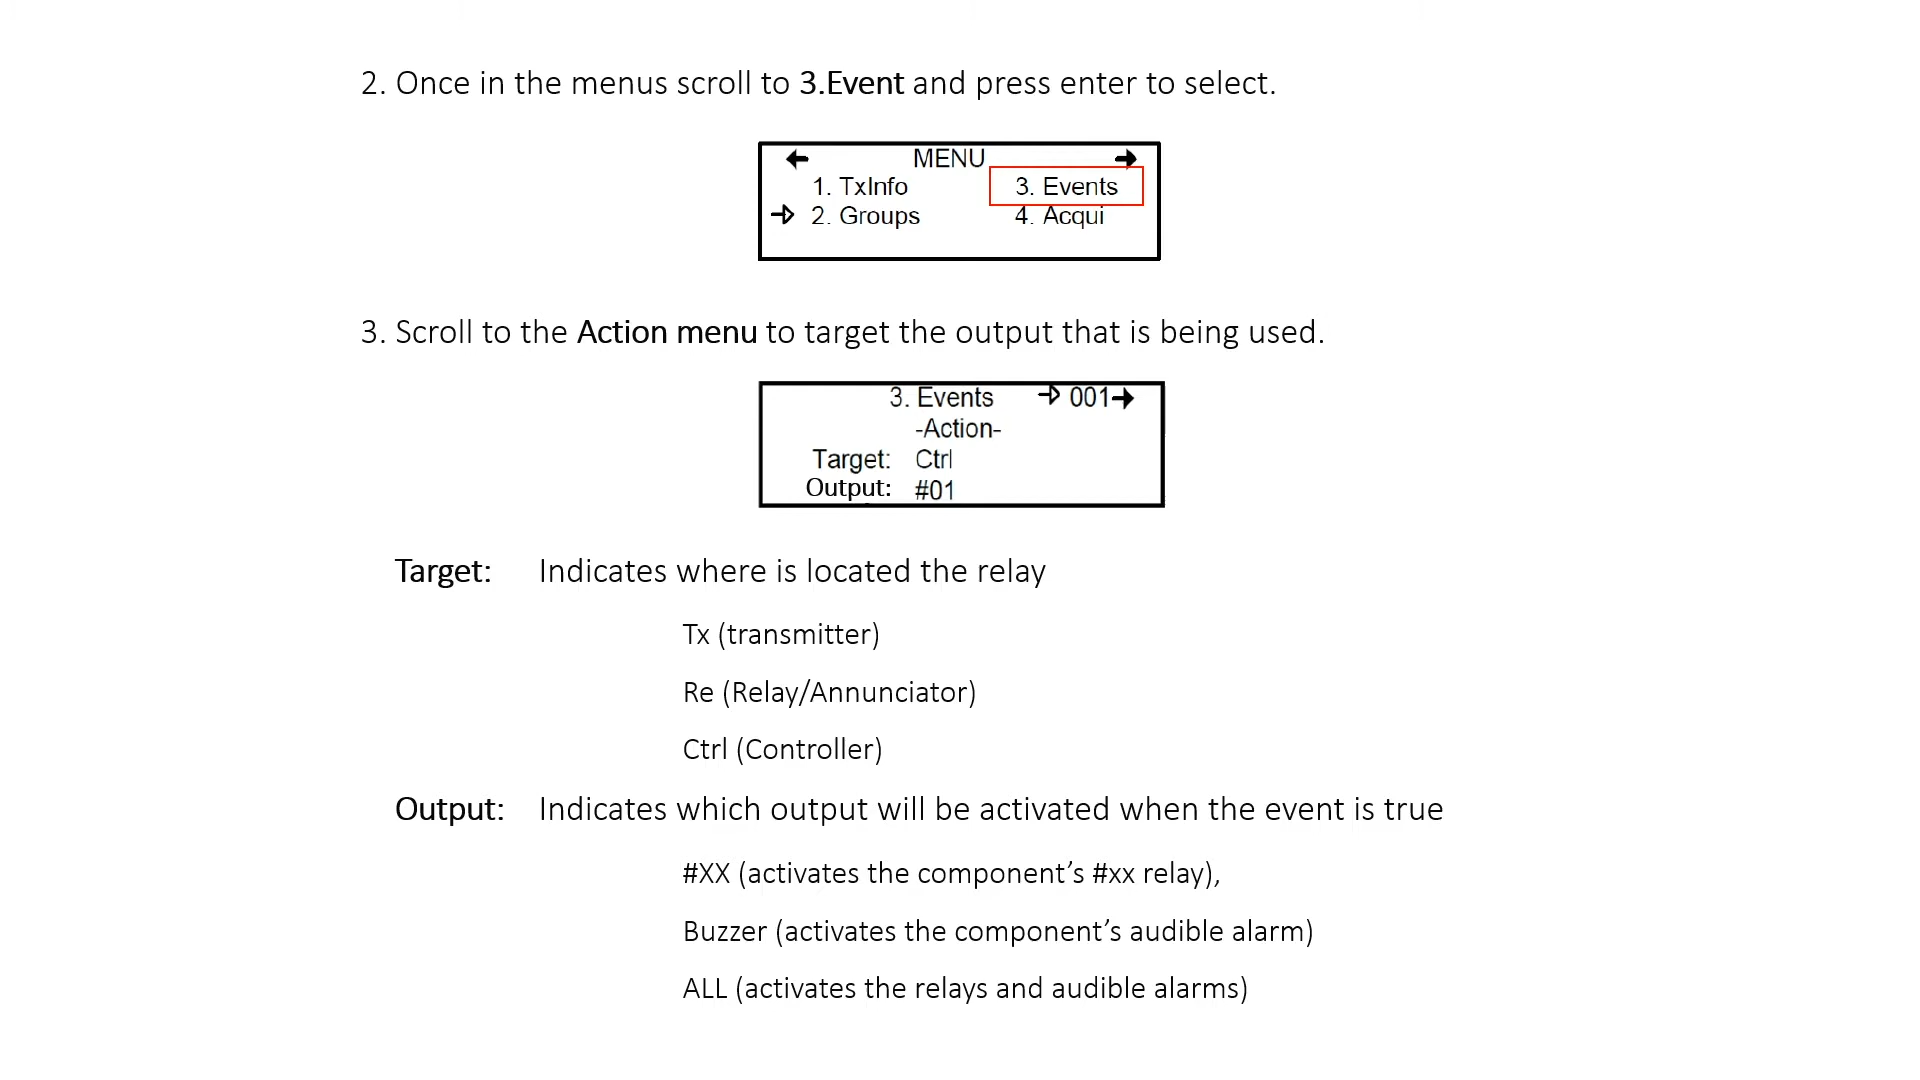 2. Once in the menus scroll to 3.Event and press enter to select.
MENU
1. TxInfo 3. Events
2. Groups 4. Acqui
3. Scroll to the Action menu to target the output that is being used.
3. Events 001
-Action-
Target: Ctrl
Output: #01
Target: Indicates where is located the relay
Tx (transmitter)
Re (Relay/Annunciator)
Ctrl (Controller)
Output: Indicates which output will be activated when the event is true
#XX (activates the component’s #xx relay),
Buzzer (activates the component’s audible alarm)
ALL (activates the relays and audible alarms)